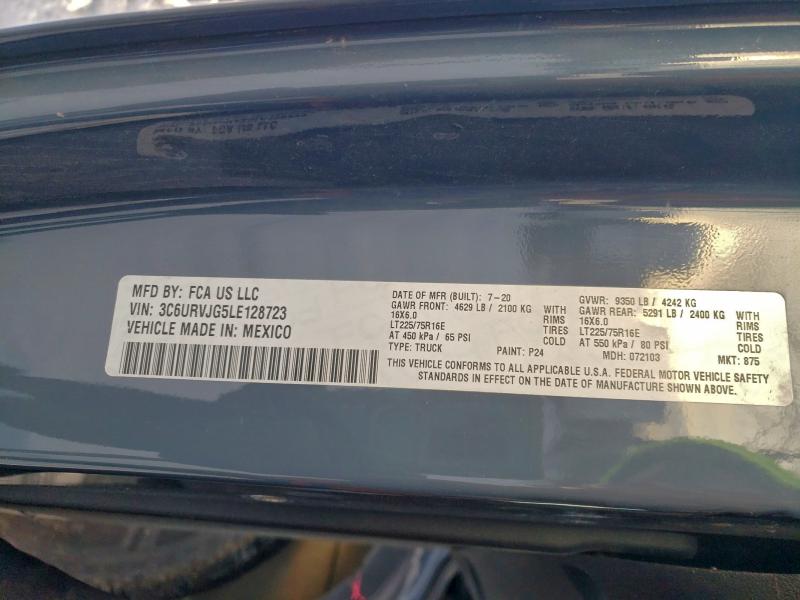 MFD BY: FCA US LLC
VIN: 3C6URVJG5LE128723
VEHICLE MADE IN: MEXICO
DATE OF MFR (BUILT): 7-20
GAWR FRONT: 4629 LB / 2100 KG WITH
16X6.0 RIMS
LT225/75R16E TIRES
AT 450 kPa / 65 PSI COLD
TYPE: TRUCK PAINT: P24
GVWR: 9350 LB / 4242 KG
GAWR REAR: 5291 LB / 2400 KG WITH
16X6.0 RIMS
LT225/75R16E TIRES
AT 550 kPa / 80 PSI COLD
MDH: 072103 MKT: 875
THIS VEHICLE CONFORMS TO ALL APPLICABLE U.S.A. FEDERAL MOTOR VEHICLE SAFETY
STANDARDS IN EFFECT ON THE DATE OF MANUFACTURE SHOWN ABOVE.